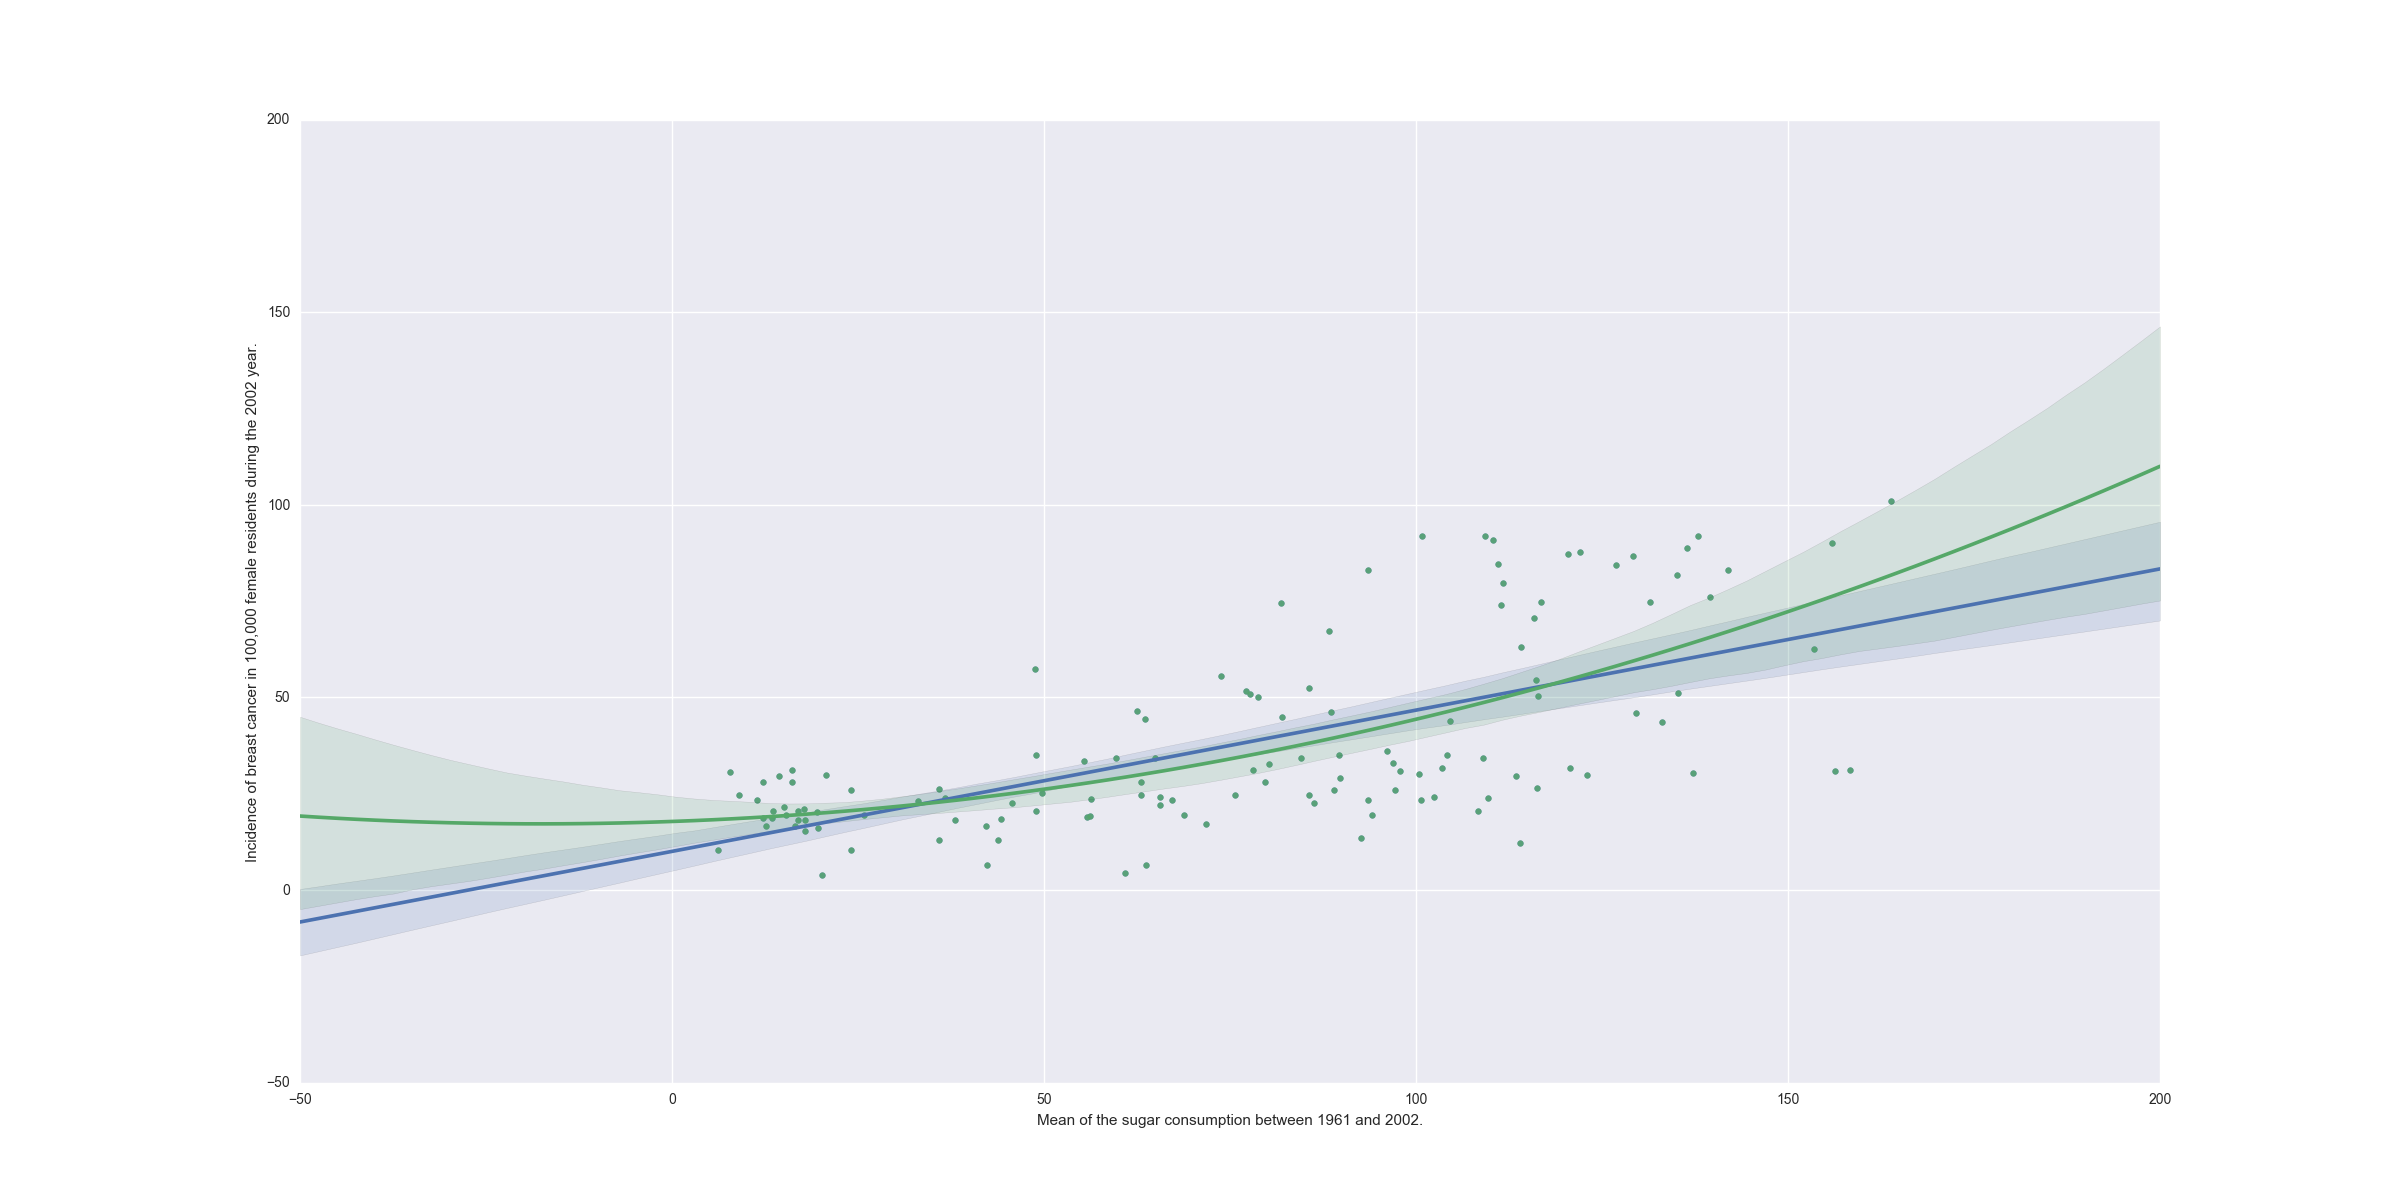 200
150
100
50
0
−50
Incidence of breast cancer in 100,000 female residents during the 2002 year.
−50 0 50 100 150 200
Mean of the sugar consumption between 1961 and 2002.